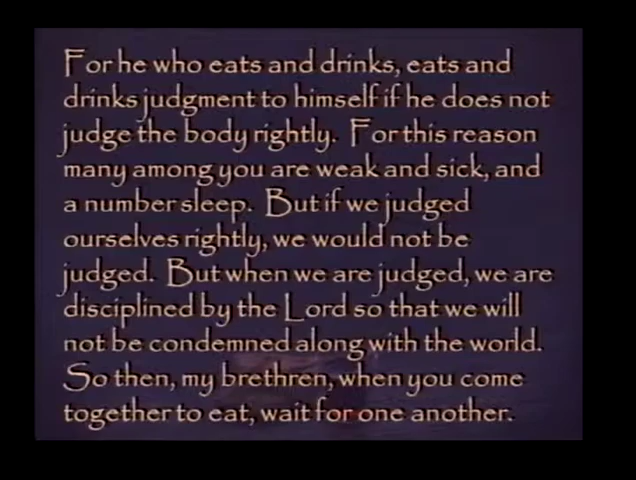 For he who eats and drinks, eats and
drinks judgment to himself if he does not
judge the body rightly. For this reason
many among you are weak and sick, and
a number sleep. But if we judged
ourselves rightly, we would not be
judged. But when we are judged, we are
disciplined by the Lord so that we will
not be condemned along with the world.
So then, my brethren, when you come
together to eat, wait for one another.